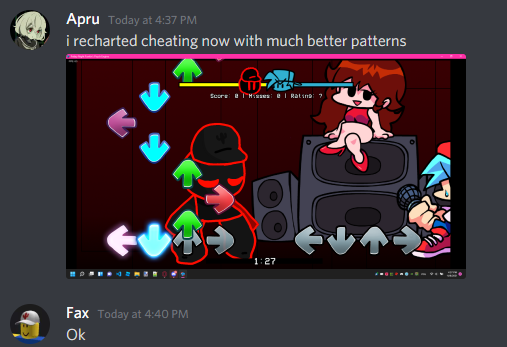 Apru Today at 4:37 PM
i recharted cheating now with much better patterns
Score: 0 | Misses: 0 | Rating: ?
1:27
Fax Today at 4:40 PM
Ok